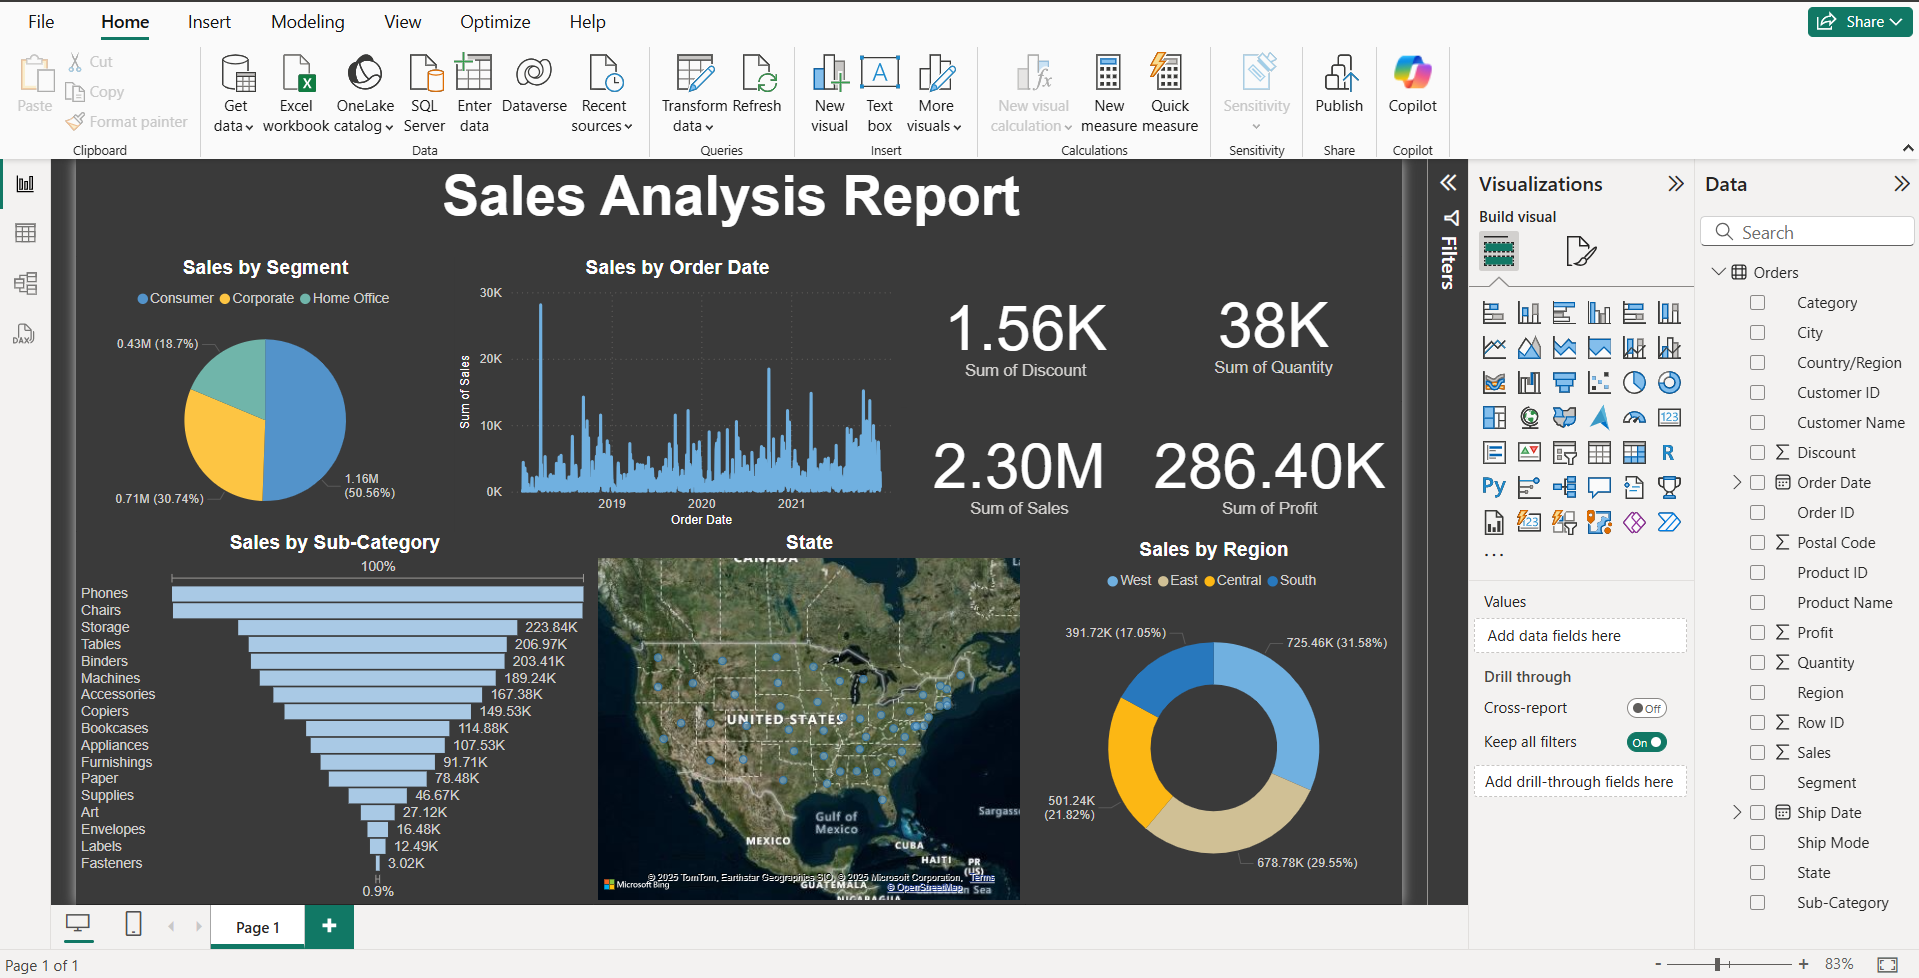 File Home Insert Modeling View Optimize Help
Share
Paste
Cut
Copy
Format painter
Clipboard
Get data
Excel workbook
OneLake catalog
SQL Server
Enter data
Dataverse
Recent sources
Data
Transform data
Refresh
Queries
New visual
Text box
More visuals
Insert
New visual calculation
New measure
Quick measure
Calculations
Sensitivity
Sensitivity
Publish
Share
Copilot
Copilot
Sales Analysis Report
Sales by Segment
Consumer Corporate Home Office
0.43M (18.7%)
0.71M (30.74%)
1.16M
(50.56%)
Sales by Order Date
30K
20K
10K
0K
Sum of Sales
2019 2020 2021
Order Date
1.56K
Sum of Discount
38K
Sum of Quantity
2.30M
Sum of Sales
286.40K
Sum of Profit
Sales by Sub-Category
100%
Phones
Chairs
Storage 223.84K
Tables 206.97K
Binders 203.41K
Machines 189.24K
Accessories 167.38K
Copiers 149.53K
Bookcases 114.88K
Appliances 107.53K
Furnishings 91.71K
Paper 78.48K
Supplies 46.67K
Art 27.12K
Envelopes 16.48K
Labels 12.49K
Fasteners 3.02K
0.9%
State
CANADA
UNITED STATES
Gulf of
Mexico
Sargass
MEXICO
CUBA
HAITI
PR
(US)
© 2025 TomTom, Earthstar Geographics SIO, © 2025 Microsoft Corporation, Terms
© OpenStreetMap
Microsoft Bing
GUATEMALA
n Sea
NICARAGUA
Sales by Region
West East Central South
391.72K (17.05%)
725.46K (31.58%)
501.24K
(21.82%)
678.78K (29.55%)
Filters
Visualizations
Build visual
123
R
Py
123
...
Values
Add data fields here
Drill through
Cross-report Off
Keep all filters On
Add drill-through fields here
Data
Search
Orders
Category
City
Country/Region
Customer ID
Customer Name
Discount
Order Date
Order ID
Postal Code
Product ID
Product Name
Profit
Quantity
Region
Row ID
Sales
Segment
Ship Date
Ship Mode
State
Sub-Category
DAX
Page 1
+
Page 1 of 1
- + 83%